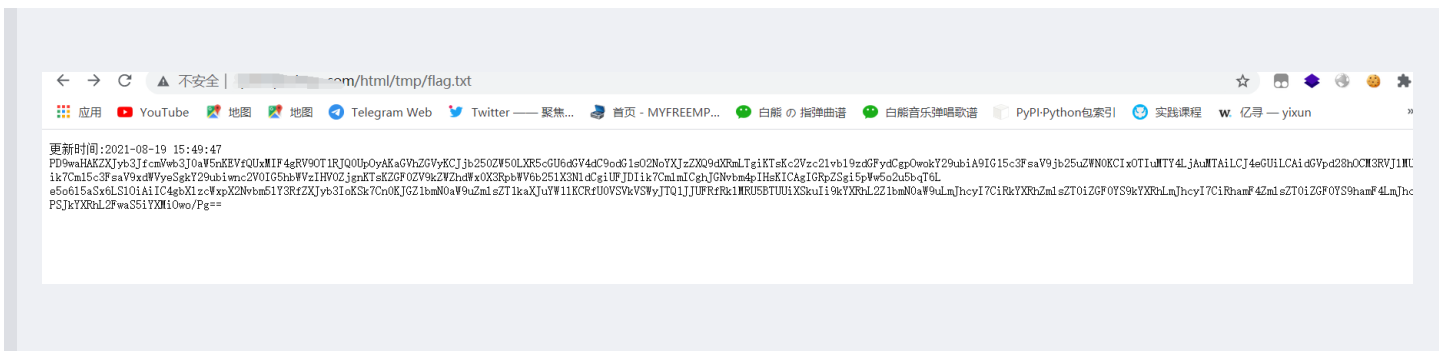 不安全 | com/html/tmp/flag.txt
应用 YouTube 地图 地图 Telegram Web Twitter —— 聚焦... 首页 - MYFREEMP... 白熊 の 指弹曲谱 白熊音乐弹唱歌谱 PyPI·Python包索引 实践课程 w. 亿寻 — yixun »
更新时间:2021-08-19 15:49:47
PD9waHAKZXJyb3JfcmVwb3J0aW5nKEVfQUxMIF4gRV9OT1RJQ0UpOyAKaGVhZGVyKCJjb250ZW50LXR5cGU6dGV4dC9odG1sO2NoYXJzZXQ9dXRmLTgiKTsKc2Vzc2lvbl9zdGFydCgpOwokY29ubiA9IG15c3FsaV9jb25uZWN0KCIxOTIuMTY4LjAuMTAiLCJ4eGUiLCAidGVpd28hOCM3RVJ1MU
ik7Cm15c3FsaV9xdWVyeSgkY29ubiwnc2V0IG5hbWVzIHV0ZjgnKTsKZGF0ZV9kZWZhdWx0X3RpbWV6b251X3NldCgiUFJDIik7CmlmICghJGNvbm4pIHsKICAgIGRpZSgi5pWw5o2u5bqT6L
e5o615aSx6LSlOiAiIC4gbXlzcWxpX2Nvbm51Y3RfZXJyb3IoKSk7Cn0KJGZ1bmN0aW9uZmlsZT1kaXJuYW1lKCRfU0VSVkVSWyJTQ1JJUFRfRklMRU5BTUUiXSkuIi9kYXRhL2Z1bmN0aW9uLmJhcyI7CiRkYXRhZmlsZT0iZGF0YS9kYXRhLmJhcyI7CiRhamF4ZmlsZT0iZGF0YS9hamF4LmJhc
PSJkYXRhL2FwaS5iYXMiOwo/Pg==